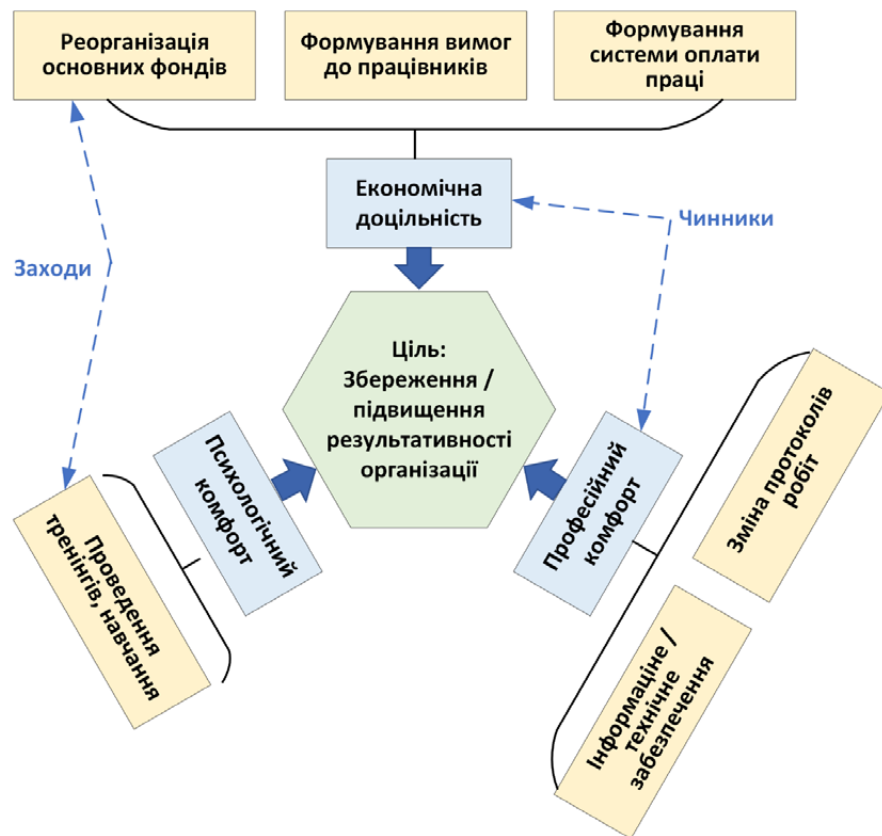 Реорганізація
основних фондів
Формування вимог
до працівників
Формування
системи оплати
праці
Економічна
доцільність
Чинники
Заходи
Ціль:
Збереження /
підвищення
результативності
організації
Психологічний
комфорт
Професійний
комфорт
Зміна протоколів
робіт
Проведення
тренінгів, навчання
Інформаціне /
технічне
забезпечення